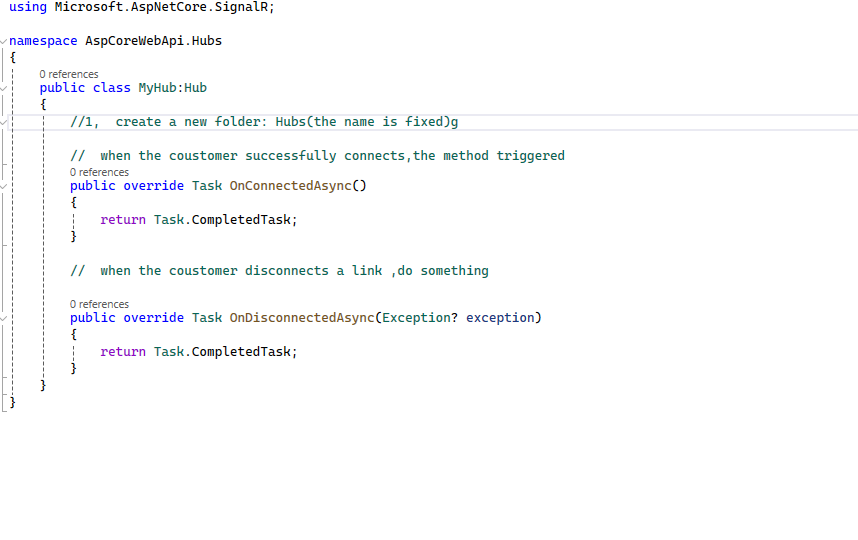 using Microsoft.AspNetCore.SignalR;
namespace AspCoreWebApi.Hubs
{
0 references
public class MyHub:Hub
{
//1,  create a new folder: Hubs(the name is fixed)g
//  when the coustomer successfully connects,the method triggered
0 references
public override Task OnConnectedAsync()
{
return Task.CompletedTask;
}
//  when the coustomer disconnects a link ,do something
0 references
public override Task OnDisconnectedAsync(Exception? exception)
{
return Task.CompletedTask;
}
}
}